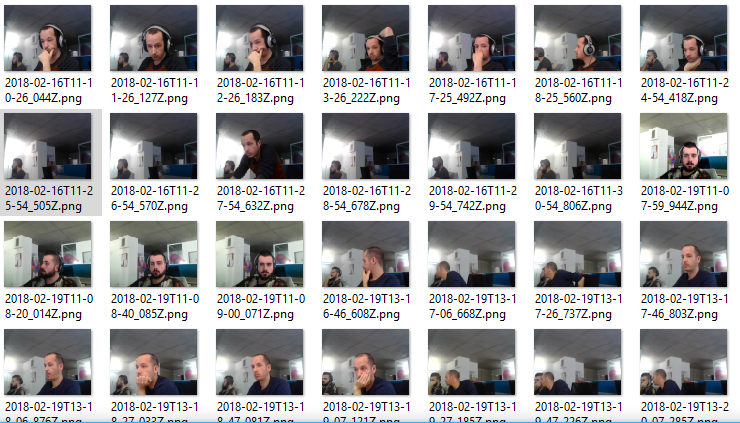 2018-02-16T11-1
0-26_044Z.png
2018-02-16T11-1
1-26_127Z.png
2018-02-16T11-1
2-26_183Z.png
2018-02-16T11-1
3-26_222Z.png
2018-02-16T11-1
7-25_492Z.png
2018-02-16T11-1
8-25_560Z.png
2018-02-16T11-2
4-54_418Z.png
2018-02-16T11-2
5-54_505Z.png
2018-02-16T11-2
6-54_570Z.png
2018-02-16T11-2
7-54_632Z.png
2018-02-16T11-2
8-54_678Z.png
2018-02-16T11-2
9-54_742Z.png
2018-02-16T11-3
0-54_806Z.png
2018-02-19T11-0
7-59_944Z.png
2018-02-19T11-0
8-20_014Z.png
2018-02-19T11-0
8-40_085Z.png
2018-02-19T11-0
9-00_071Z.png
2018-02-19T13-1
6-46_608Z.png
2018-02-19T13-1
7-06_668Z.png
2018-02-19T13-1
7-26_737Z.png
2018-02-19T13-1
7-46_803Z.png
2018-02-19T13-1
8-06_876Z.png
2018-02-19T13-1
8-27_033Z.png
2018-02-19T13-1
8-47_081Z.png
2018-02-19T13-1
9-07_121Z.png
2018-02-19T13-1
9-27_185Z.png
2018-02-19T13-1
9-47_226Z.png
2018-02-19T13-2
0-07_285Z.png